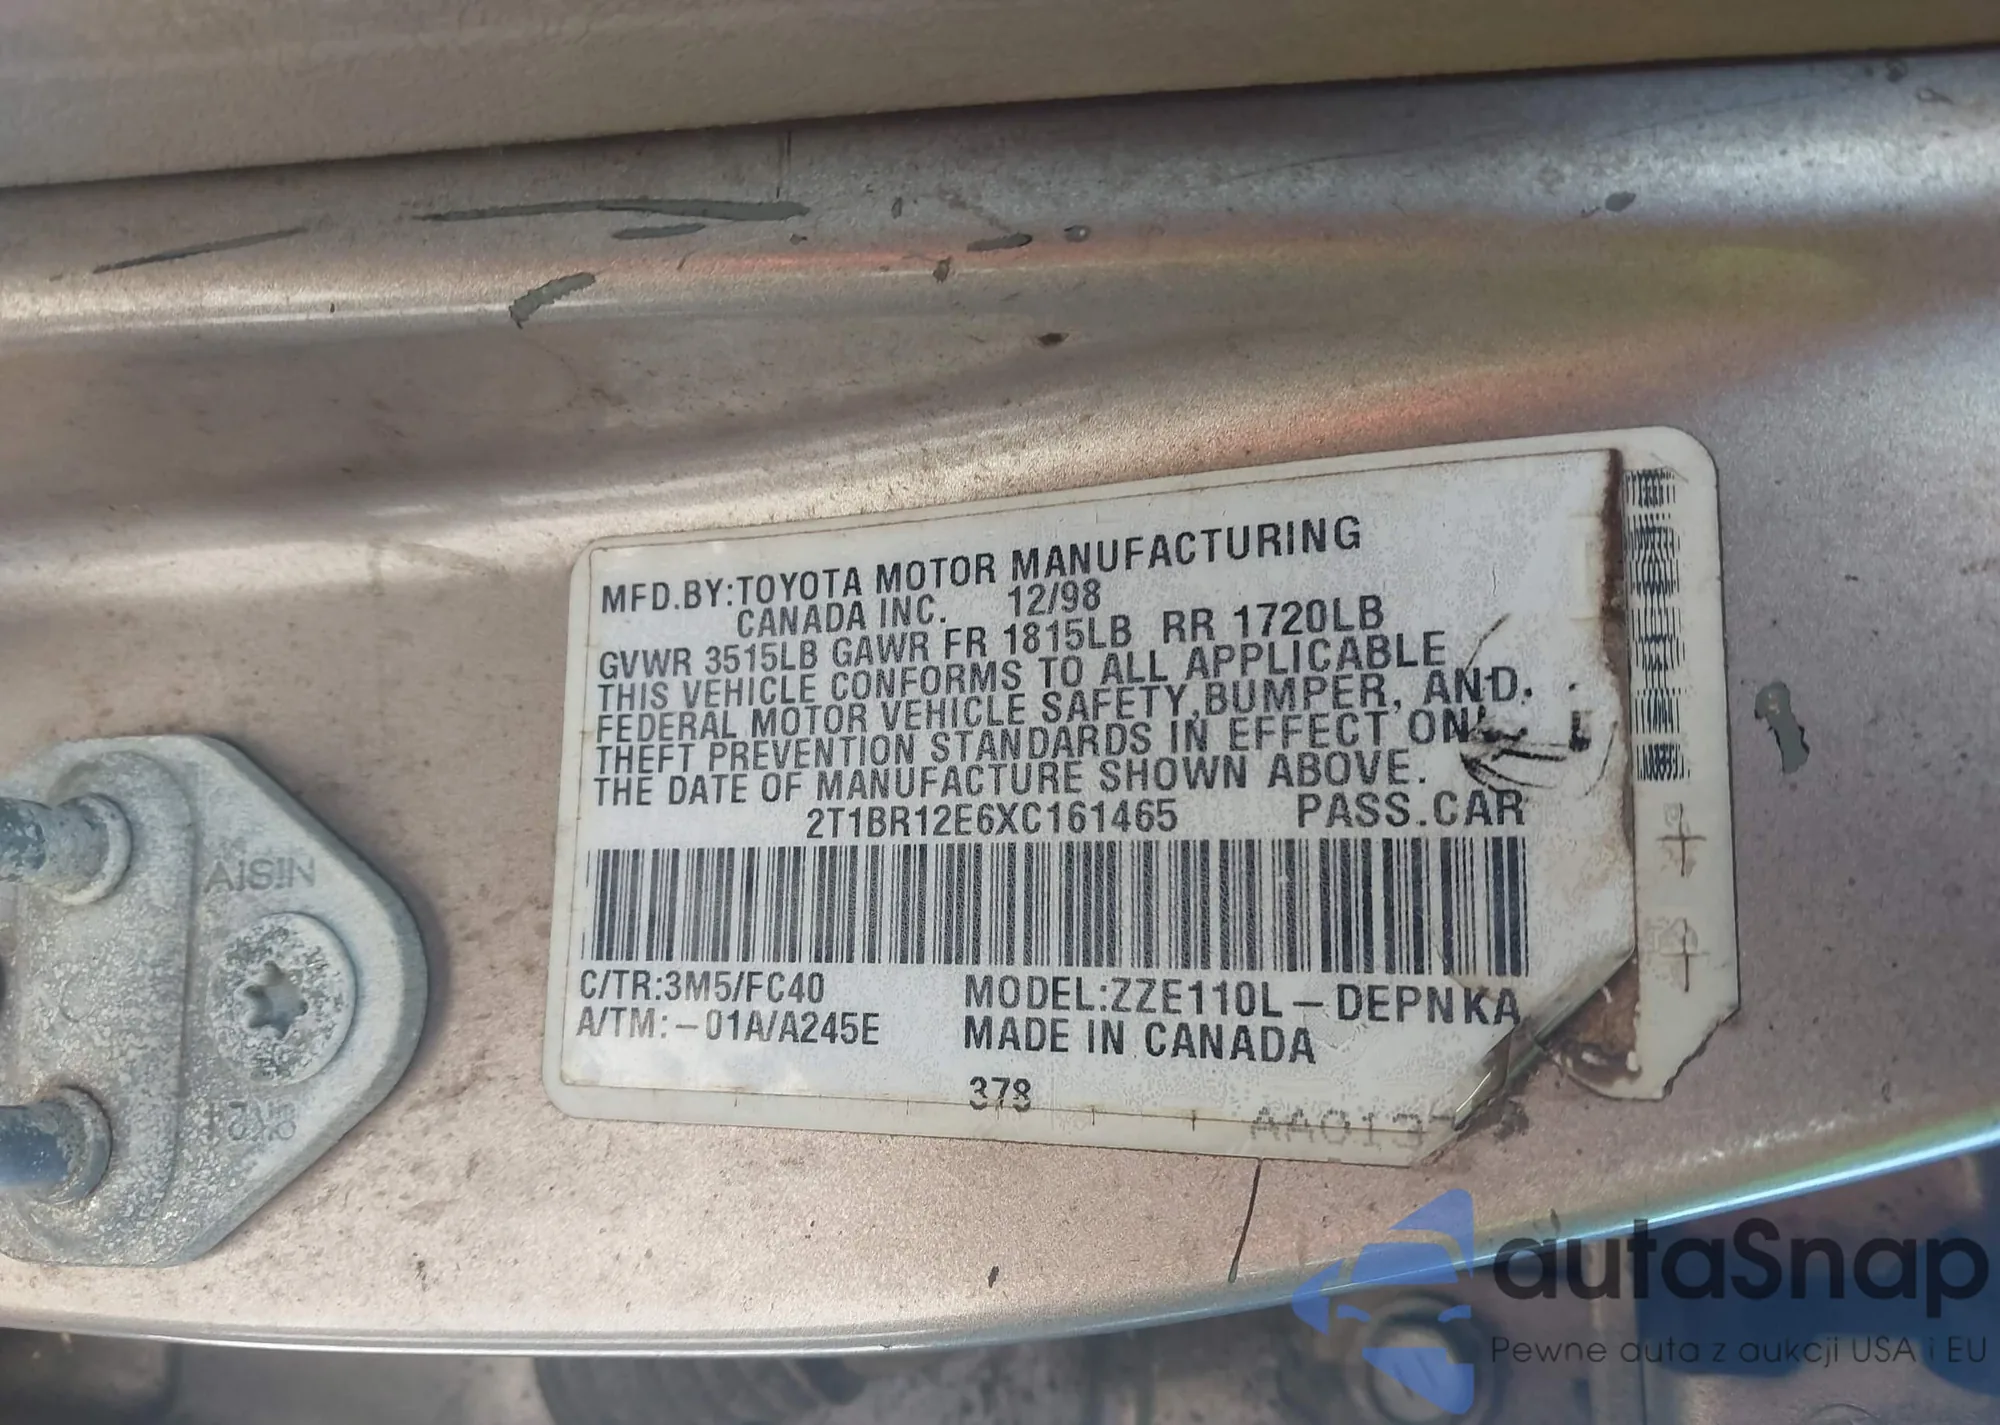 MFD.BY:TOYOTA MOTOR MANUFACTURING
CANADA INC. 12/98
GVWR 3515LB GAWR FR 1815LB RR 1720LB
THIS VEHICLE CONFORMS TO ALL APPLICABLE
FEDERAL MOTOR VEHICLE SAFETY,BUMPER, AND.
THEFT PREVENTION STANDARDS IN EFFECT ON
THE DATE OF MANUFACTURE SHOWN ABOVE.
2T1BR12E6XC161465 PASS.CAR
C/TR:3M5/FC40 MODEL:ZZE110L-DEPNKA
A/TM:-01A/A245E MADE IN CANADA
378
AISIN
autaSnap
Pewne auta z aukcji USA i EU